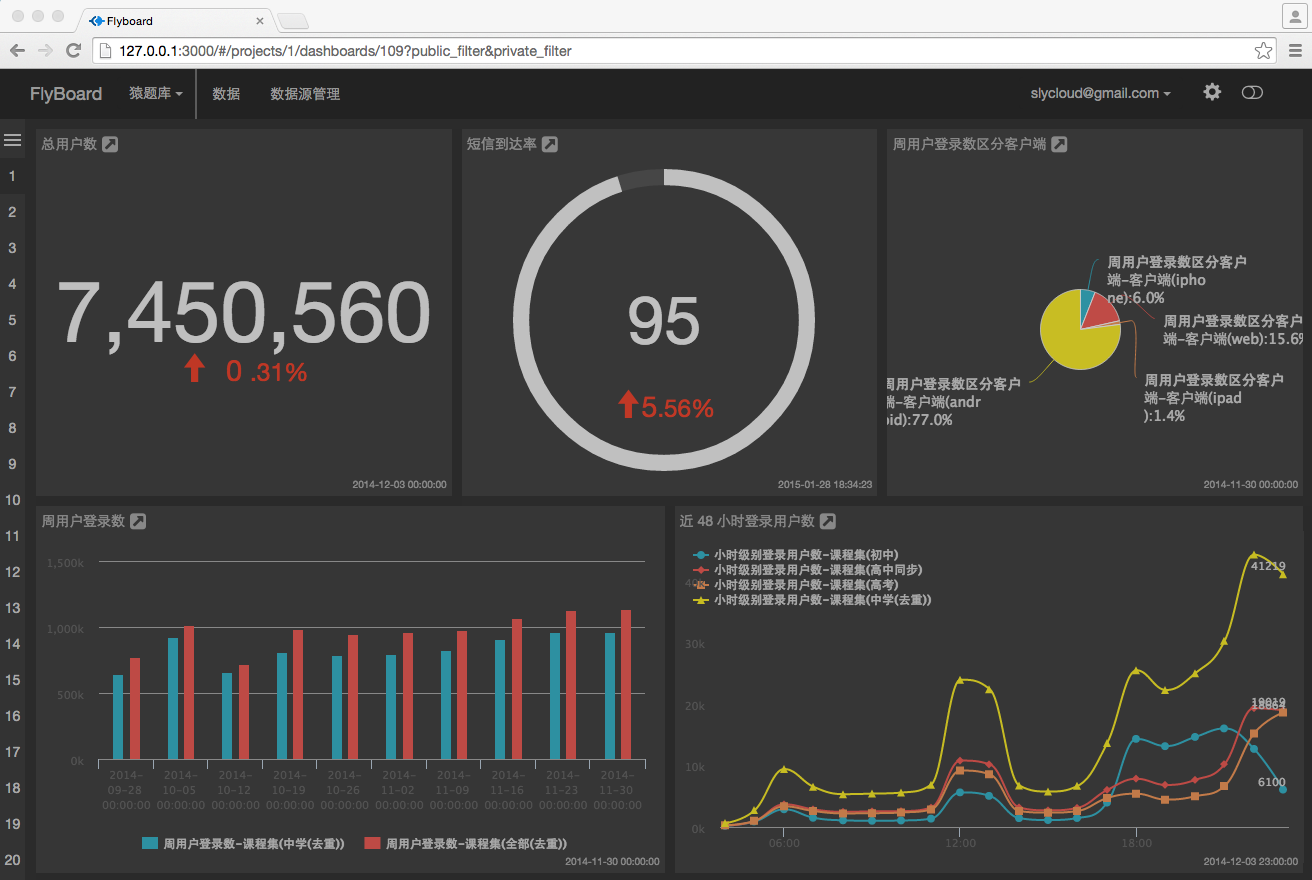 Flyboard
127.0.0.1:3000/#/projects/1/dashboards/109?public_filter&private_filter
FlyBoard
猿题库
数据
数据源管理
slycloud@gmail.com
1
2
3
4
5
6
7
8
9
10
11
12
13
14
15
16
17
18
19
20
总用户数
7,450,560
0 .31%
2014-12-03 00:00:00
短信到达率
95
5.56%
2015-01-28 18:34:23
周用户登录数区分客户端
周用户登录数区分客户
端-客户端(ipho
ne):6.0%
周用户登录数区分客户
端-客户端(web):15.6%
周用户登录数区分客户
端-客户端(ipad
):1.4%
周用户登录数区分客户
端-客户端(andr
oid):77.0%
2014-11-30 00:00:00
周用户登录数
1,500k
1,000k
500k
0k
2014-
09-28
00:00:00
2014-
10-05
00:00:00
2014-
10-12
00:00:00
2014-
10-19
00:00:00
2014-
10-26
00:00:00
2014-
11-02
00:00:00
2014-
11-09
00:00:00
2014-
11-16
00:00:00
2014-
11-23
00:00:00
2014-
11-30
00:00:00
周用户登录数-课程集(中学(去重))
周用户登录数-课程集(全部(去重))
2014-11-30 00:00:00
近 48 小时登录用户数
小时级别登录用户数-课程集(初中)
小时级别登录用户数-课程集(高中同步)
小时级别登录用户数-课程集(高考)
小时级别登录用户数-课程集(中学(去重))
40k
30k
20k
10k
0k
41219
6100
06:00
12:00
18:00
2014-12-03 23:00:00